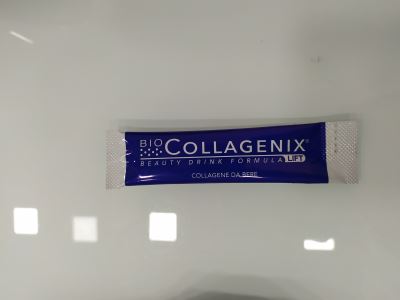 BIO COLLAGENIX®
BEAUTY DRINK FORMULA LIFT
COLLAGENE DA BERE